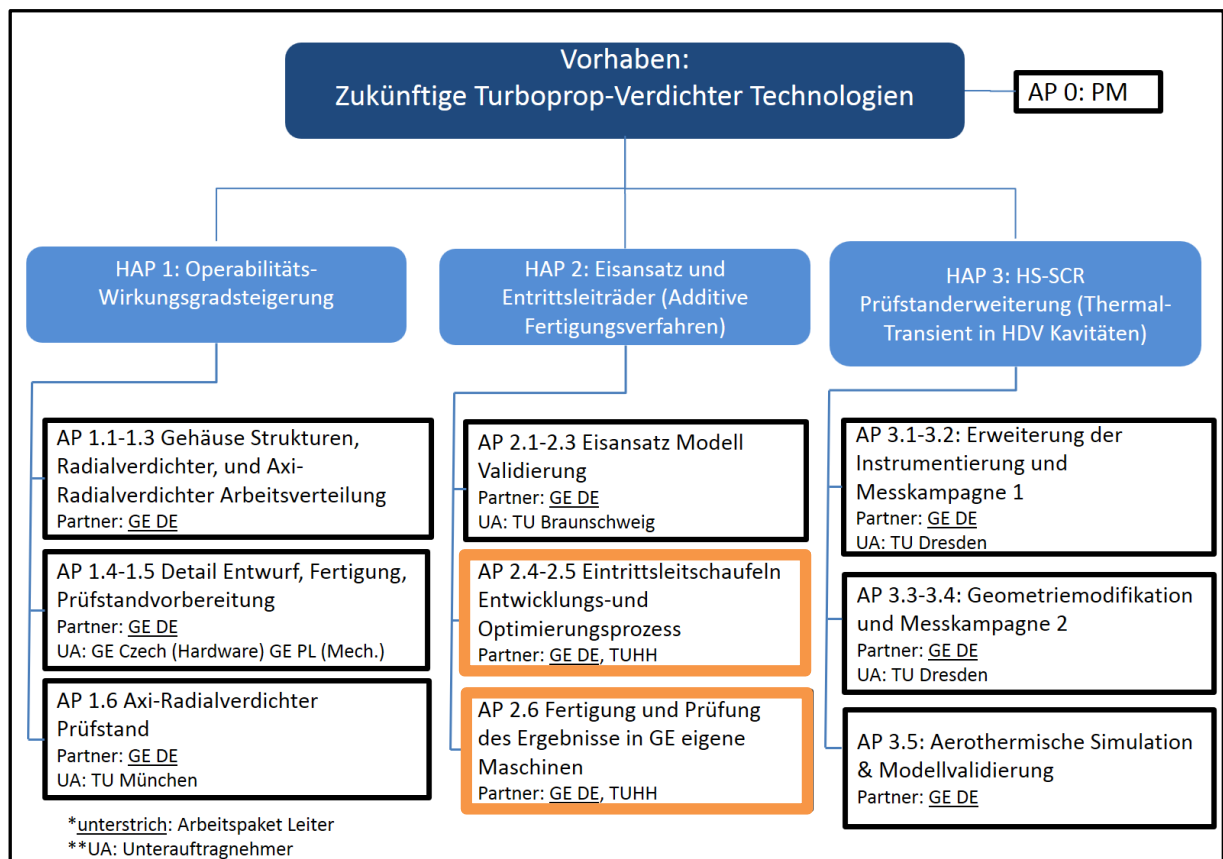 Vorhaben:
Zukünftige Turboprop-Verdichter Technologien
AP 0: PM
HAP 1: Operabilitäts-
Wirkungsgradsteigerung
AP 1.1-1.3 Gehäuse Strukturen,
Radialverdichter, und Axi-
Radialverdichter Arbeitsverteilung
Partner: GE DE
AP 1.4-1.5 Detail Entwurf, Fertigung,
Prüfstandvorbereitung
Partner: GE DE
UA: GE Czech (Hardware) GE PL (Mech.)
AP 1.6 Axi-Radialverdichter
Prüfstand
Partner: GE DE
UA: TU München
HAP 2: Eisansatz und
Entrittsleiträder (Additive
Fertigungsverfahren)
AP 2.1-2.3 Eisansatz Modell
Validierung
Partner: GE DE
UA: TU Braunschweig
AP 2.4-2.5 Eintrittsleitschaufeln
Entwicklungs-und
Optimierungsprozess
Partner: GE DE, TUHH
AP 2.6 Fertigung und Prüfung
des Ergebnisse in GE eigene
Maschinen
Partner: GE DE, TUHH
HAP 3: HS-SCR
Prüfstanderweiterung (Thermal-
Transient in HDV Kavitäten)
AP 3.1-3.2: Erweiterung der
Instrumentierung und
Messkampagne 1
Partner: GE DE
UA: TU Dresden
AP 3.3-3.4: Geometriemodifikation
und Messkampagne 2
Partner: GE DE
UA: TU Dresden
AP 3.5: Aerothermische Simulation
& Modellvalidierung
Partner: GE DE
*unterstrich: Arbeitspaket Leiter
**UA: Unterauftragnehmer